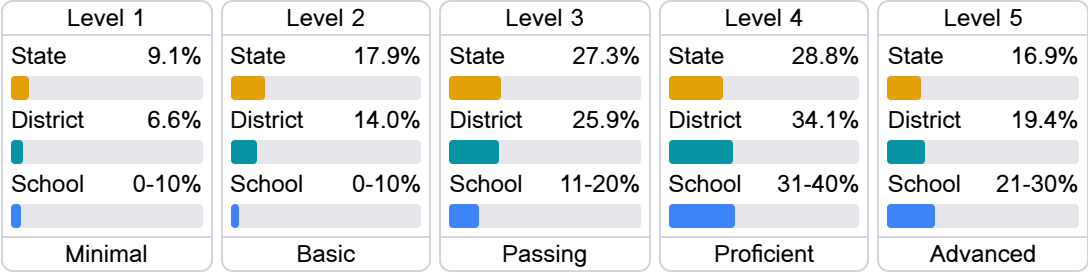 Level 1
State 9.1%
District 6.6%
School 0-10%
Minimal
Level 2
State 17.9%
District 14.0%
School 0-10%
Basic
Level 3
State 27.3%
District 25.9%
School 11-20%
Passing
Level 4
State 28.8%
District 34.1%
School 31-40%
Proficient
Level 5
State 16.9%
District 19.4%
School 21-30%
Advanced